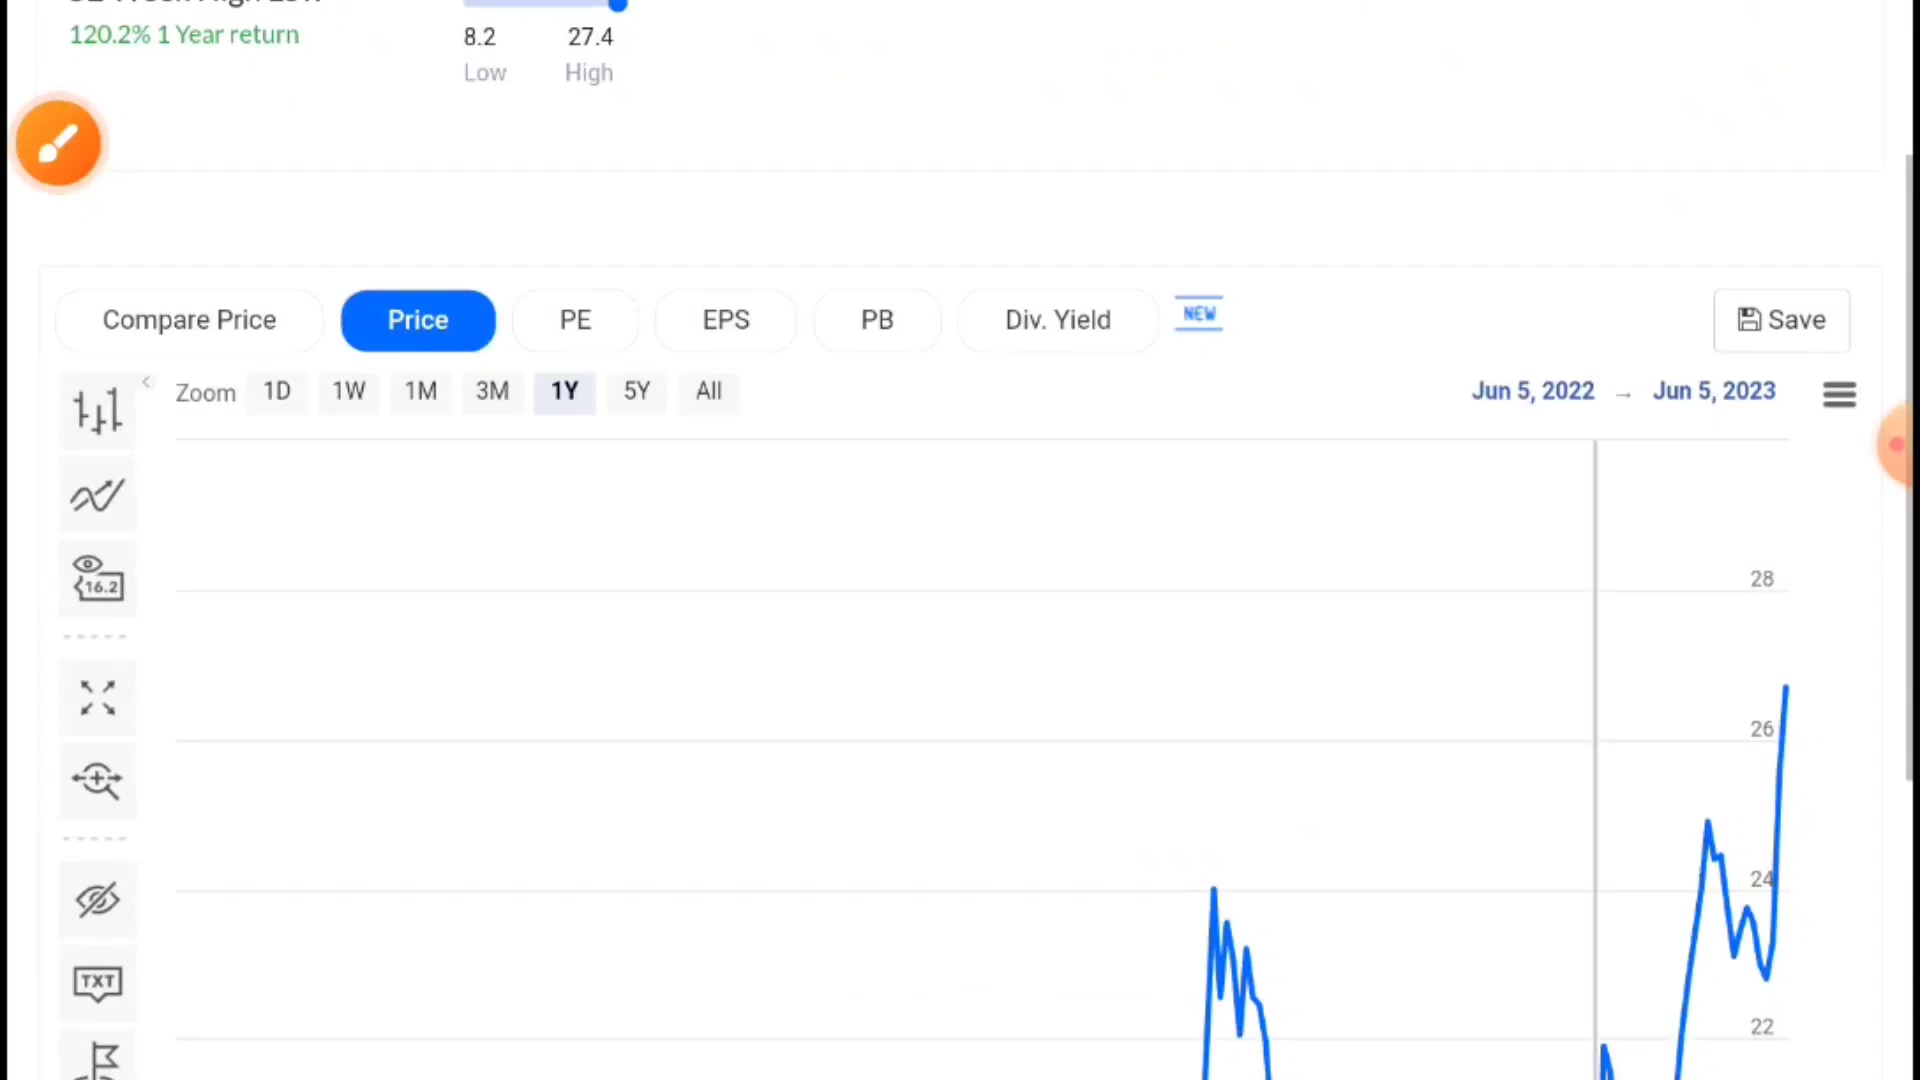 120.2% 1 Year return
8.2 27.4
Low High
Compare Price Price PE EPS PB Div. Yield NEW Save
Zoom 1D 1W 1M 3M 1Y 5Y All Jun 5, 2022 → Jun 5, 2023
16.2
28
26
24
TXT
22